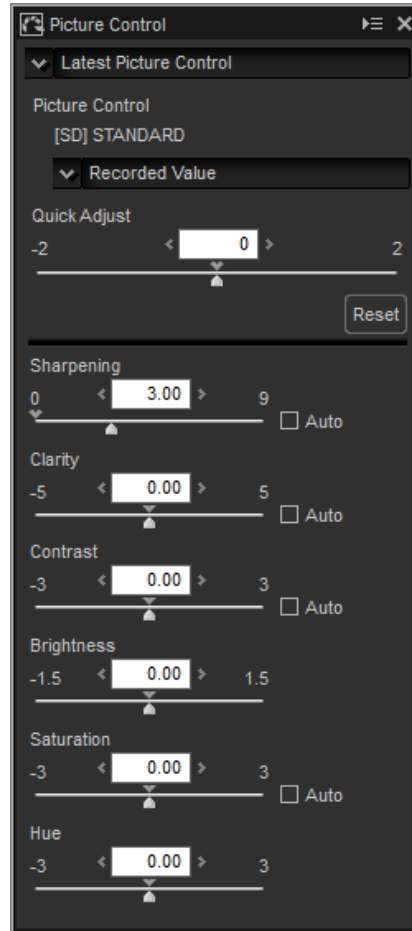 Picture Control
Latest Picture Control
Picture Control
[SD] STANDARD
Recorded Value
Quick Adjust
-2 0 2
Reset
Sharpening
0 3.00 9
Auto
Clarity
-5 0.00 5
Auto
Contrast
-3 0.00 3
Auto
Brightness
-1.5 0.00 1.5
Saturation
-3 0.00 3
Auto
Hue
-3 0.00 3